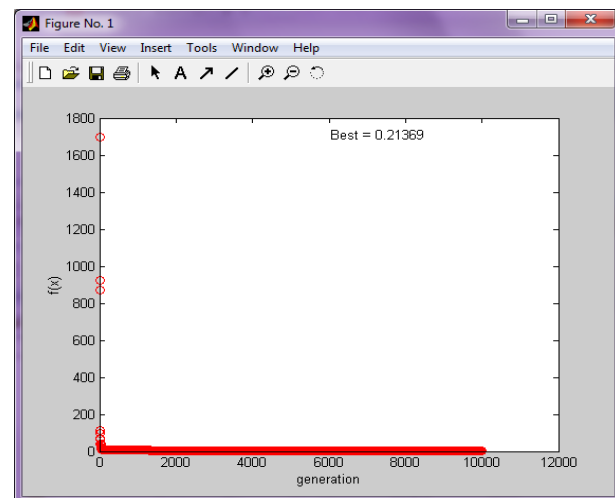 Figure No. 1
File Edit View Insert Tools Window Help
A
Best = 0.21369
1800
1600
1400
1200
1000
800
600
400
200
0
f(x)
0 2000 4000 6000 8000 10000 12000
generation